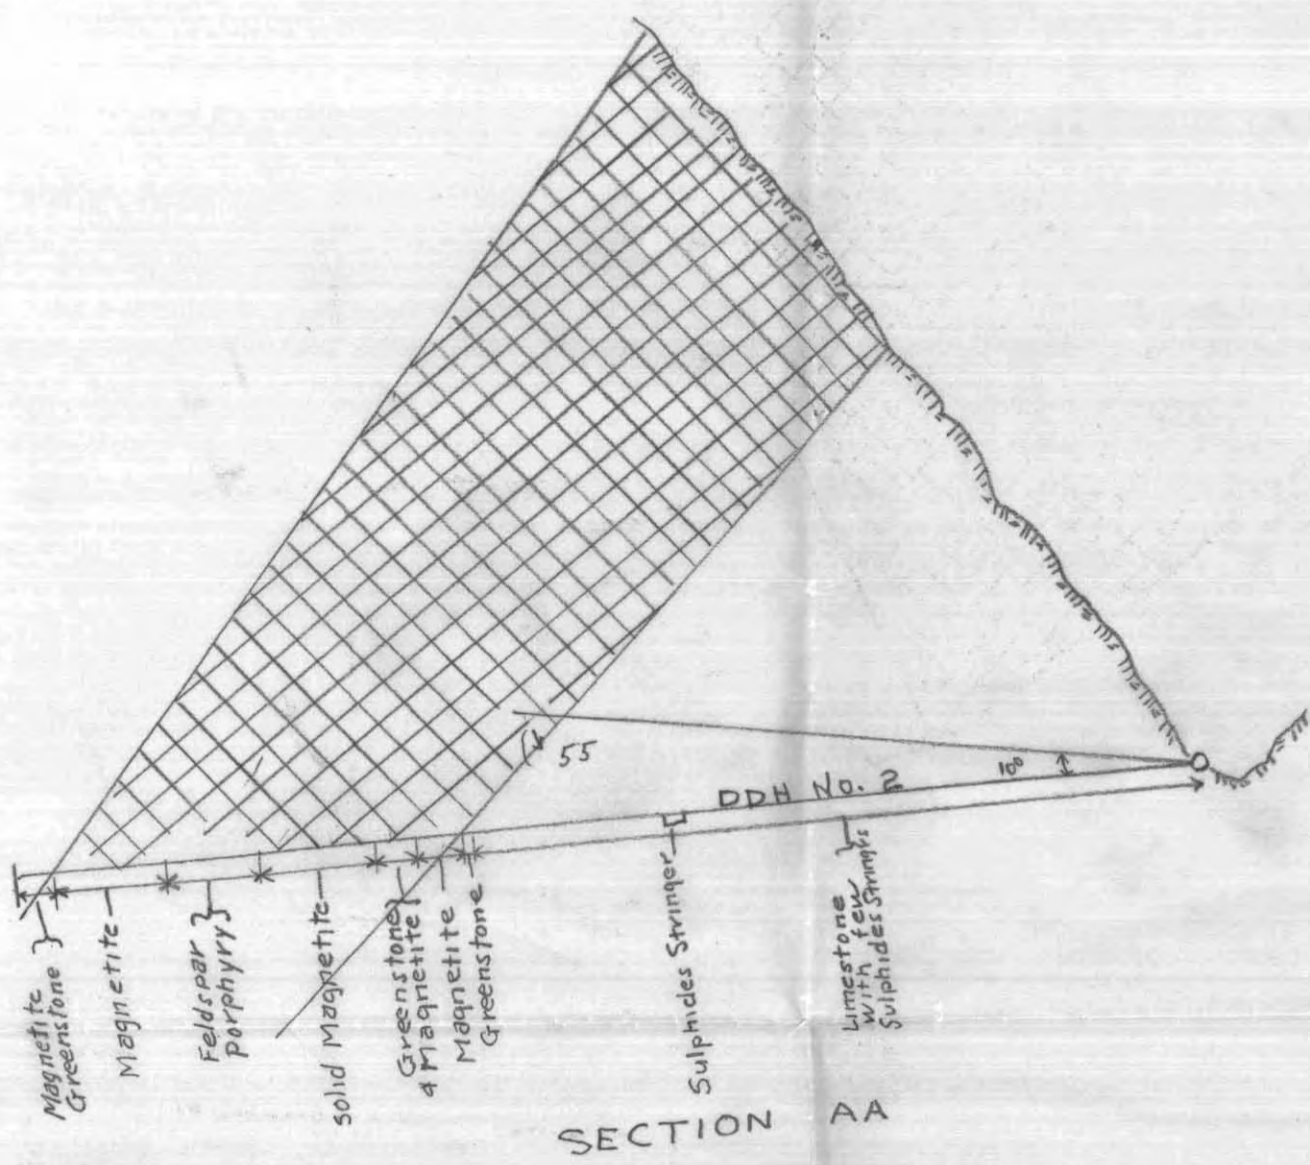 55
10°
DDH No. 2
Magnetite
Greenstone
Magnetite
Feldspar
Porphyry
solid Magnetite
Greenstone
& Magnetite
Magnetite
Greenstone
Sulphides Stringer
Limestone
with few
Sulphides Stringers
SECTION AA